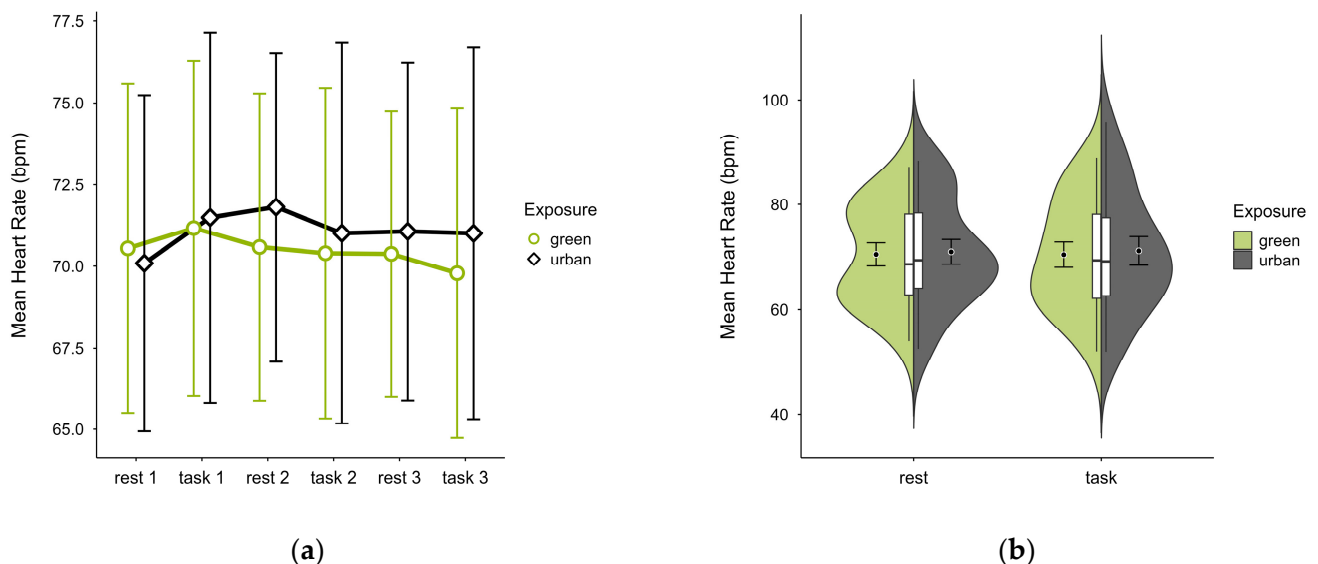 Mean Heart Rate (bpm)
77.5
75.0
72.5
70.0
67.5
65.0
rest 1 task 1 rest 2 task 2 rest 3 task 3
Exposure
green
urban
(a)
Mean Heart Rate (bpm)
100
80
60
40
rest task
Exposure
green
urban
(b)